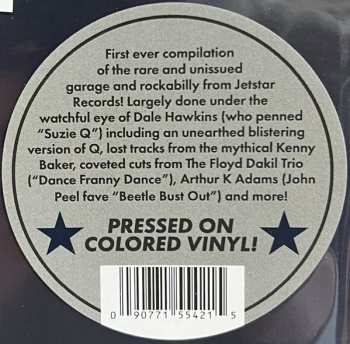 First ever compilation
of the rare and unissued
garage and rockabilly from Jetstar
Records! Largely done under the
watchful eye of Dale Hawkins (who penned
“Suzie Q”) including an unearthed blistering
version of Q, lost tracks from the mythical Kenny
Baker, coveted cuts from The Floyd Dakil Trio
(“Dance Franny Dance”), Arthur K Adams (John
Peel fave “Beetle Bust Out”) and more!
PRESSED ON
COLORED VINYL!
0 90771 55421 5